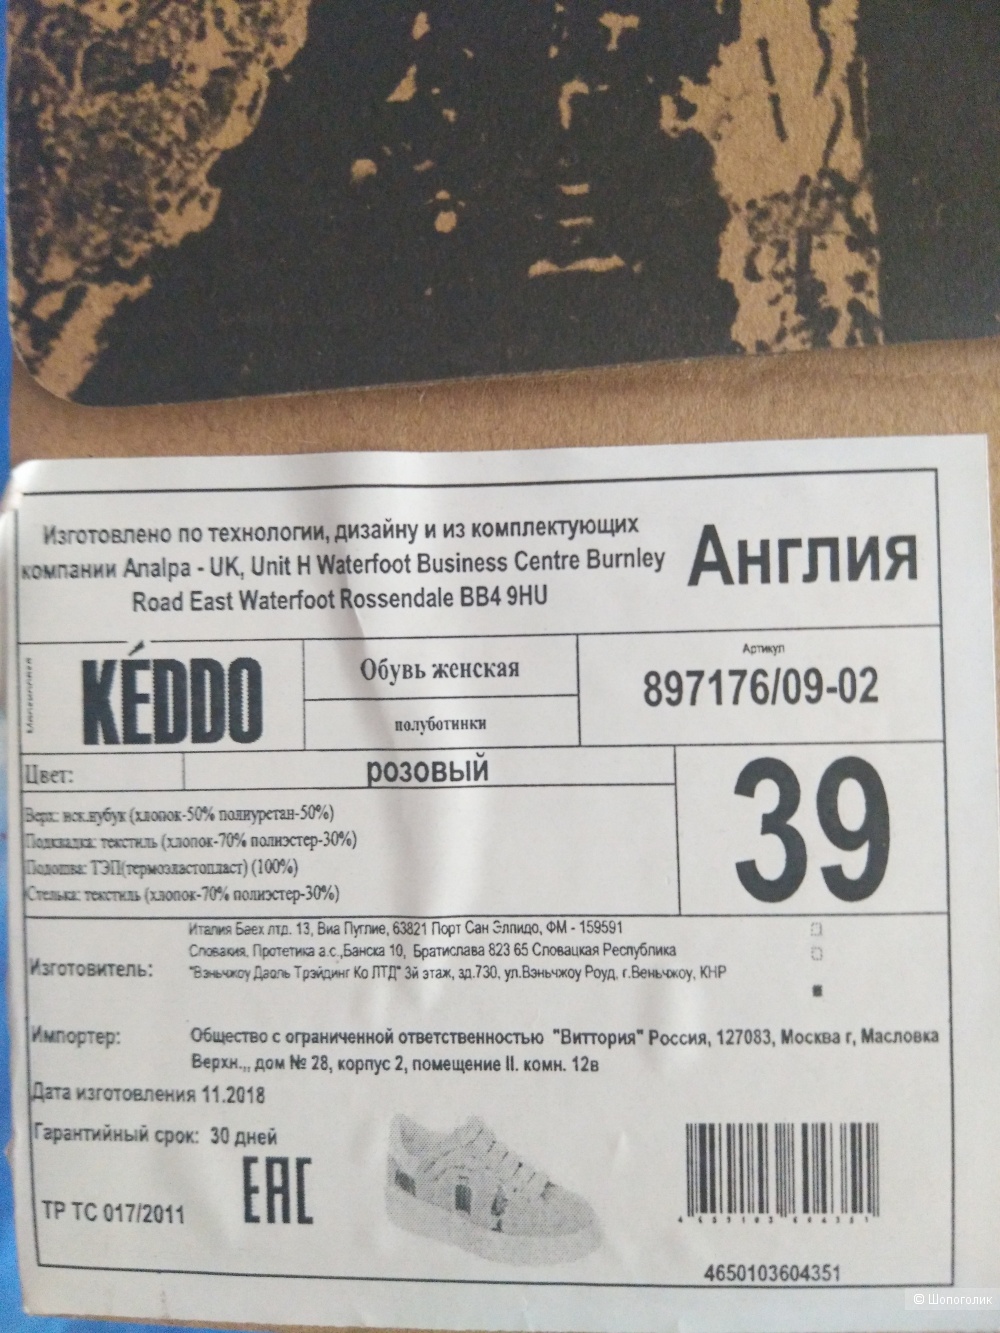 Изготовлено по технологии, дизайну и из комплектующих
компании Analpa - UK, Unit H Waterfoot Business Centre Burnley
Road East Waterfoot Rossendale BB4 9HU
Англия
KÉDDO
Обувь женская
полуботинки
Артикул
897176/09-02
Цвет:
розовый
39
Верх: иск.нубук (хлопок-50% полиуретан-50%)
Подкладка: текстиль (хлопок-70% полиэстер-30%)
Подошва: ТЭП(термоэластопласт) (100%)
Стелька: текстиль (хлопок-70% полиэстер-30%)
Изготовитель:
Италия Баех лтд. 13, Виа Пуглие, 63821 Порт Сан Элпидо, ФМ - 159591
Словакия, Протетика а.с.,Банска 10, Братислава 823 65 Словацкая Республика
"Вэньчжоу Даоль Трэйдинг Ко ЛТД" 3й этаж, зд.730, ул.Вэньчжоу Роуд, г.Веньчжоу, КНР
Импортер:
Общество с ограниченной ответственностью "Виттория" Россия, 127083, Москва г, Масловка
Верхн.,, дом № 28, корпус 2, помещение II. комн. 12в
Дата изготовления 11.2018
Гарантийный срок: 30 дней
ТР ТС 017/2011
EAC
4650103604351
© Шопоголик